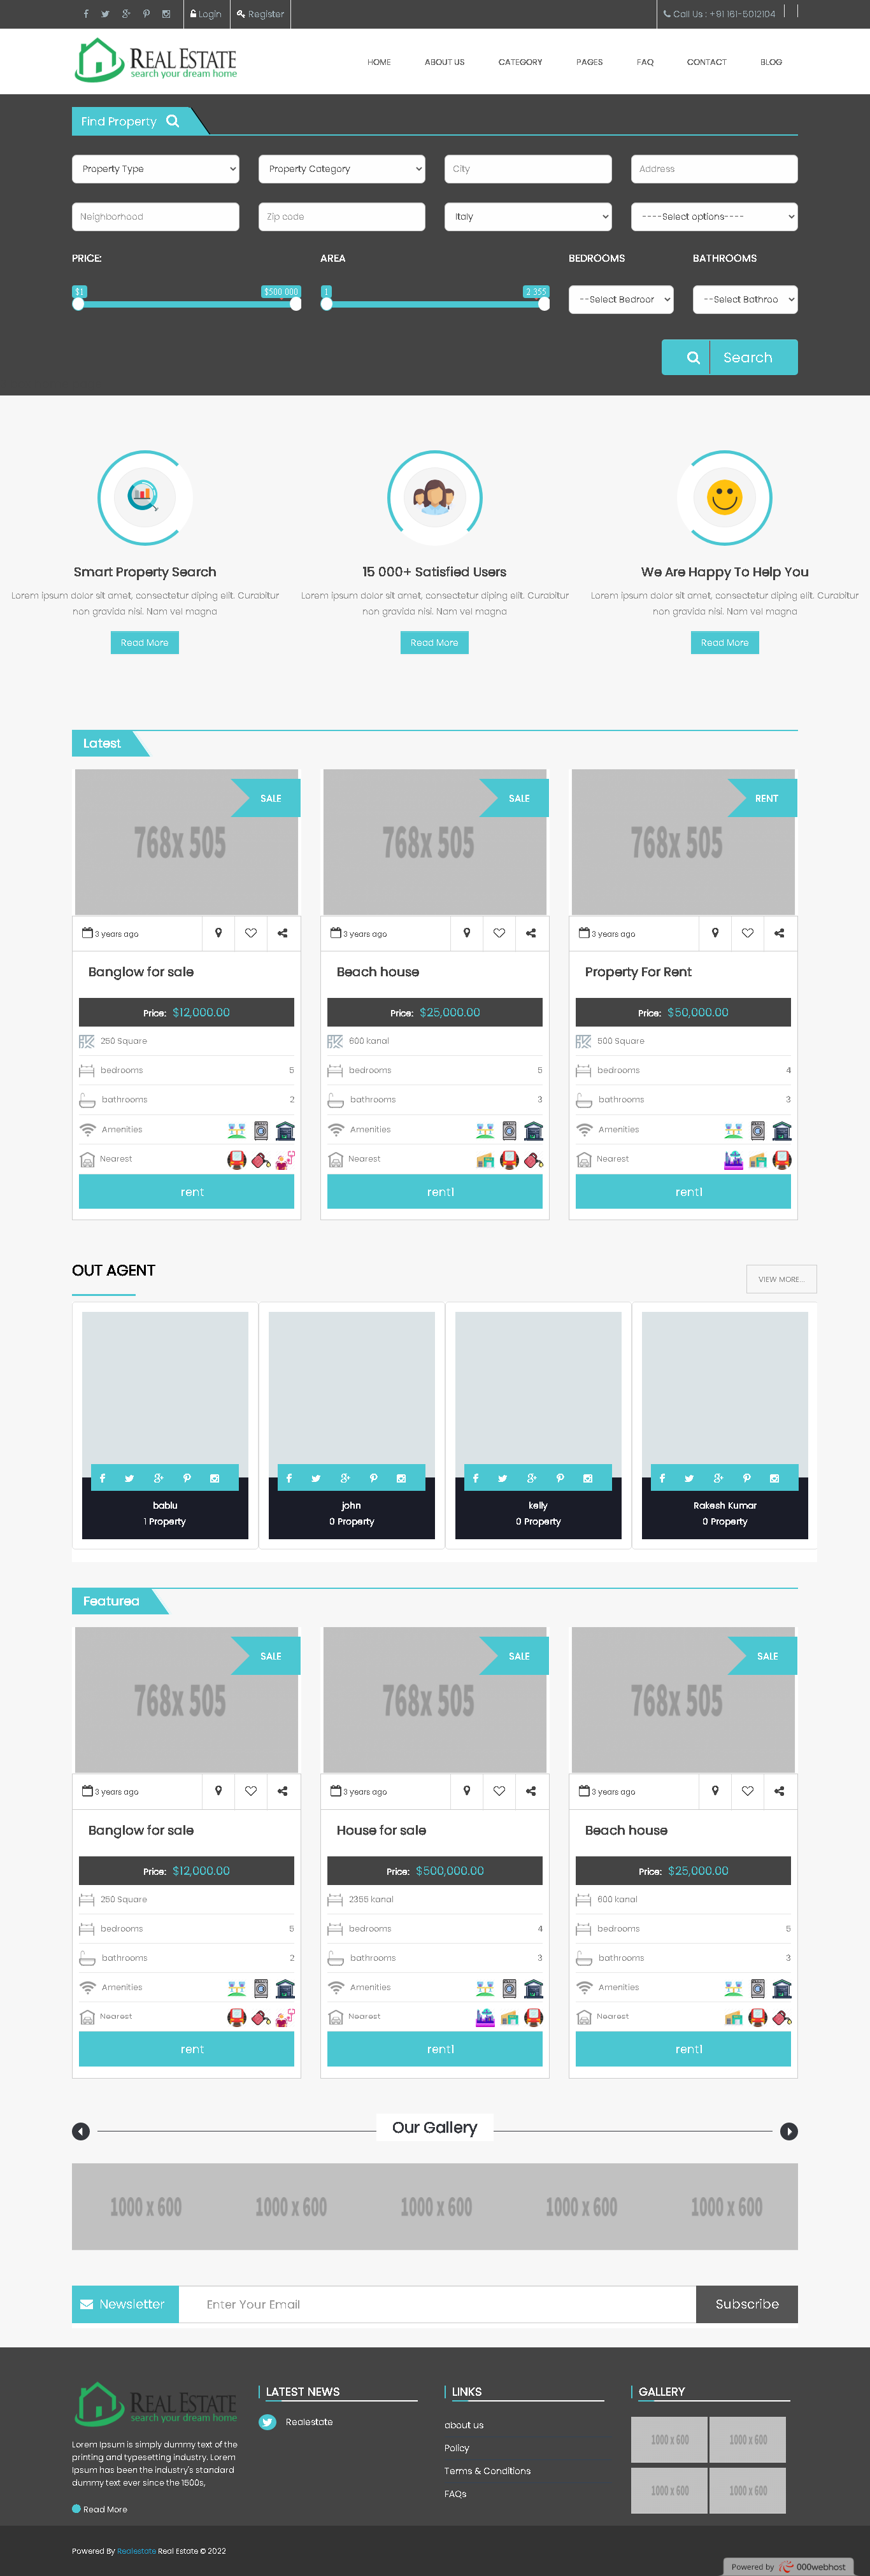 Login Register Call Us : +91 161-5012104
REAL ESTATE
search your dream home
HOME ABOUT US CATEGORY PAGES FAQ CONTACT BLOG
Find Property
Property Type Property Category City Address
Neighborhood Zip code Italy ----Select options----
PRICE: AREA BEDROOMS BATHROOMS
$1 $500 000 1 2 355 --Select Bedroor --Select Bathroo
Search
Smart Property Search 15 000+ Satisfied Users We Are Happy To Help You
Lorem ipsum dolor sit amet, consectetur diping elit. Curabitur Lorem ipsum dolor sit amet, consectetur diping elit. Curabitur Lorem ipsum dolor sit amet, consectetur diping elit. Curabitur
non gravida nisi. Nam vel magna non gravida nisi. Nam vel magna non gravida nisi. Nam vel magna
Read More Read More Read More
Latest
SALE SALE RENT
768x 505 768x 505 768x 505
3 years ago 3 years ago 3 years ago
Banglow for sale Beach house Property For Rent
Price: $12,000.00 Price: $25,000.00 Price: $50,000.00
250 Square 600 kanal 500 Square
bedrooms 5 bedrooms 5 bedrooms 4
bathrooms 2 bathrooms 3 bathrooms 3
Amenities Amenities Amenities
Nearest Nearest Nearest
rent rent1 rent1
OUT AGENT
VIEW MORE...
bablu john kelly Rakesh Kumar
1 Property 0 Property 0 Property 0 Property
Featured
SALE SALE SALE
768x 505 768x 505 768x 505
3 years ago 3 years ago 3 years ago
Banglow for sale House for sale Beach house
Price: $12,000.00 Price: $500,000.00 Price: $25,000.00
250 Square 2355 kanal 600 kanal
bedrooms 5 bedrooms 4 bedrooms 5
bathrooms 2 bathrooms 3 bathrooms 3
Amenities Amenities Amenities
Nearest Nearest Nearest
rent rent1 rent1
Our Gallery
1000 x 600 1000 x 600 1000 x 600 1000 x 600 1000 x 600
Newsletter Enter Your Email Subscribe
REAL ESTATE
search your dream home
Lorem Ipsum is simply dummy text of the
printing and typesetting industry. Lorem
Ipsum has been the industry's standard
dummy text ever since the 1500s,
Read More
LATEST NEWS
Realestate
LINKS
about us
Policy
Terms & Conditions
FAQs
GALLERY
1000 x 600 1000 x 600
1000 x 600 1000 x 600
Powered By Realestate Real Estate © 2022
Powered by 000webhost